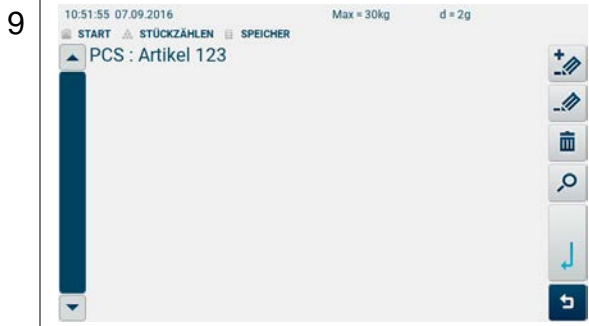 9
10:51:55 07.09.2016 Max = 30kg d = 2g
START STÜCKZÄHLEN SPEICHER
PCS : Artikel 123